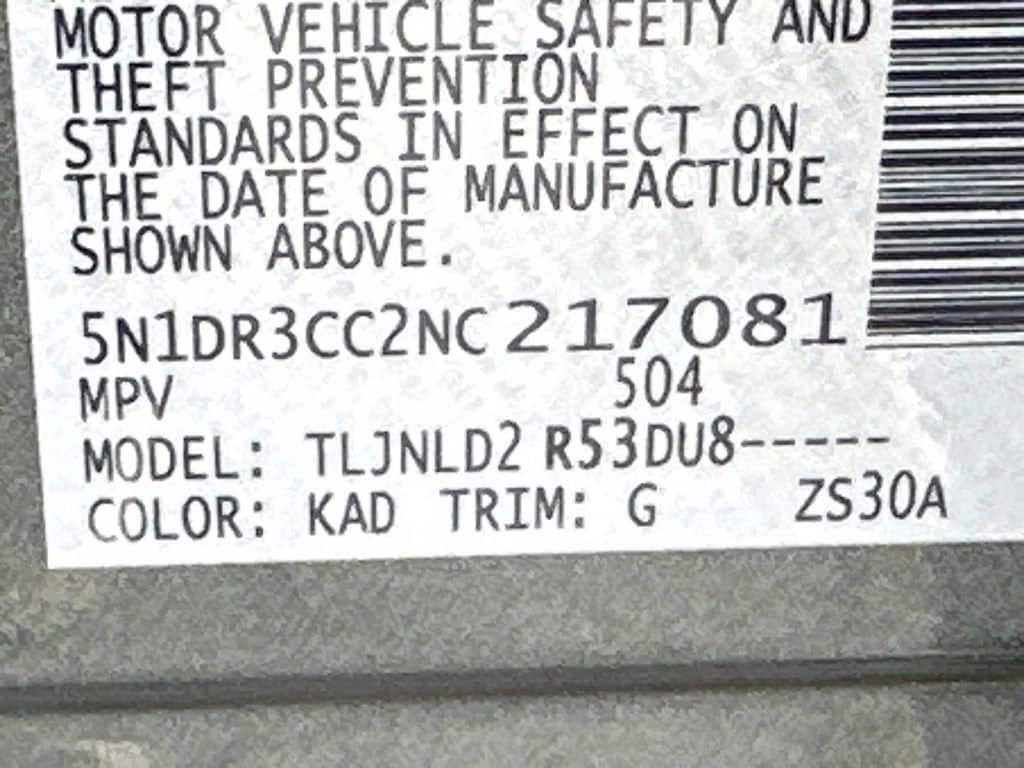 MOTOR VEHICLE SAFETY AND
THEFT PREVENTION
STANDARDS IN EFFECT ON
THE DATE OF MANUFACTURE
SHOWN ABOVE.
5N1DR3CC2NC217081
MPV 504
MODEL: TLJNLD2 R53DU8-----
COLOR: KAD TRIM: G ZS30A